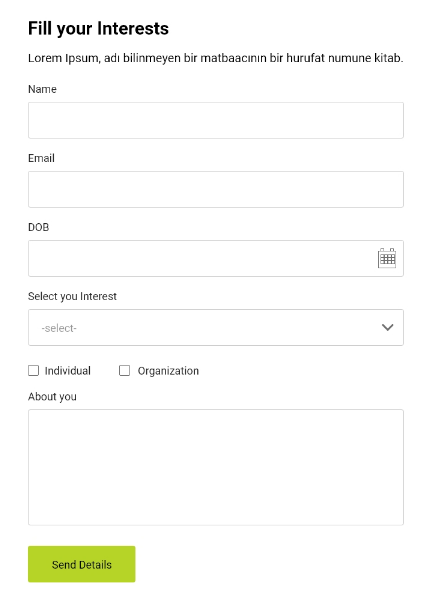 Fill your Interests
Lorem Ipsum, adı bilinmeyen bir matbaacının bir hurufat numune kitab.
Name
Email
DOB
Select you Interest
-select-
Individual Organization
About you
Send Details